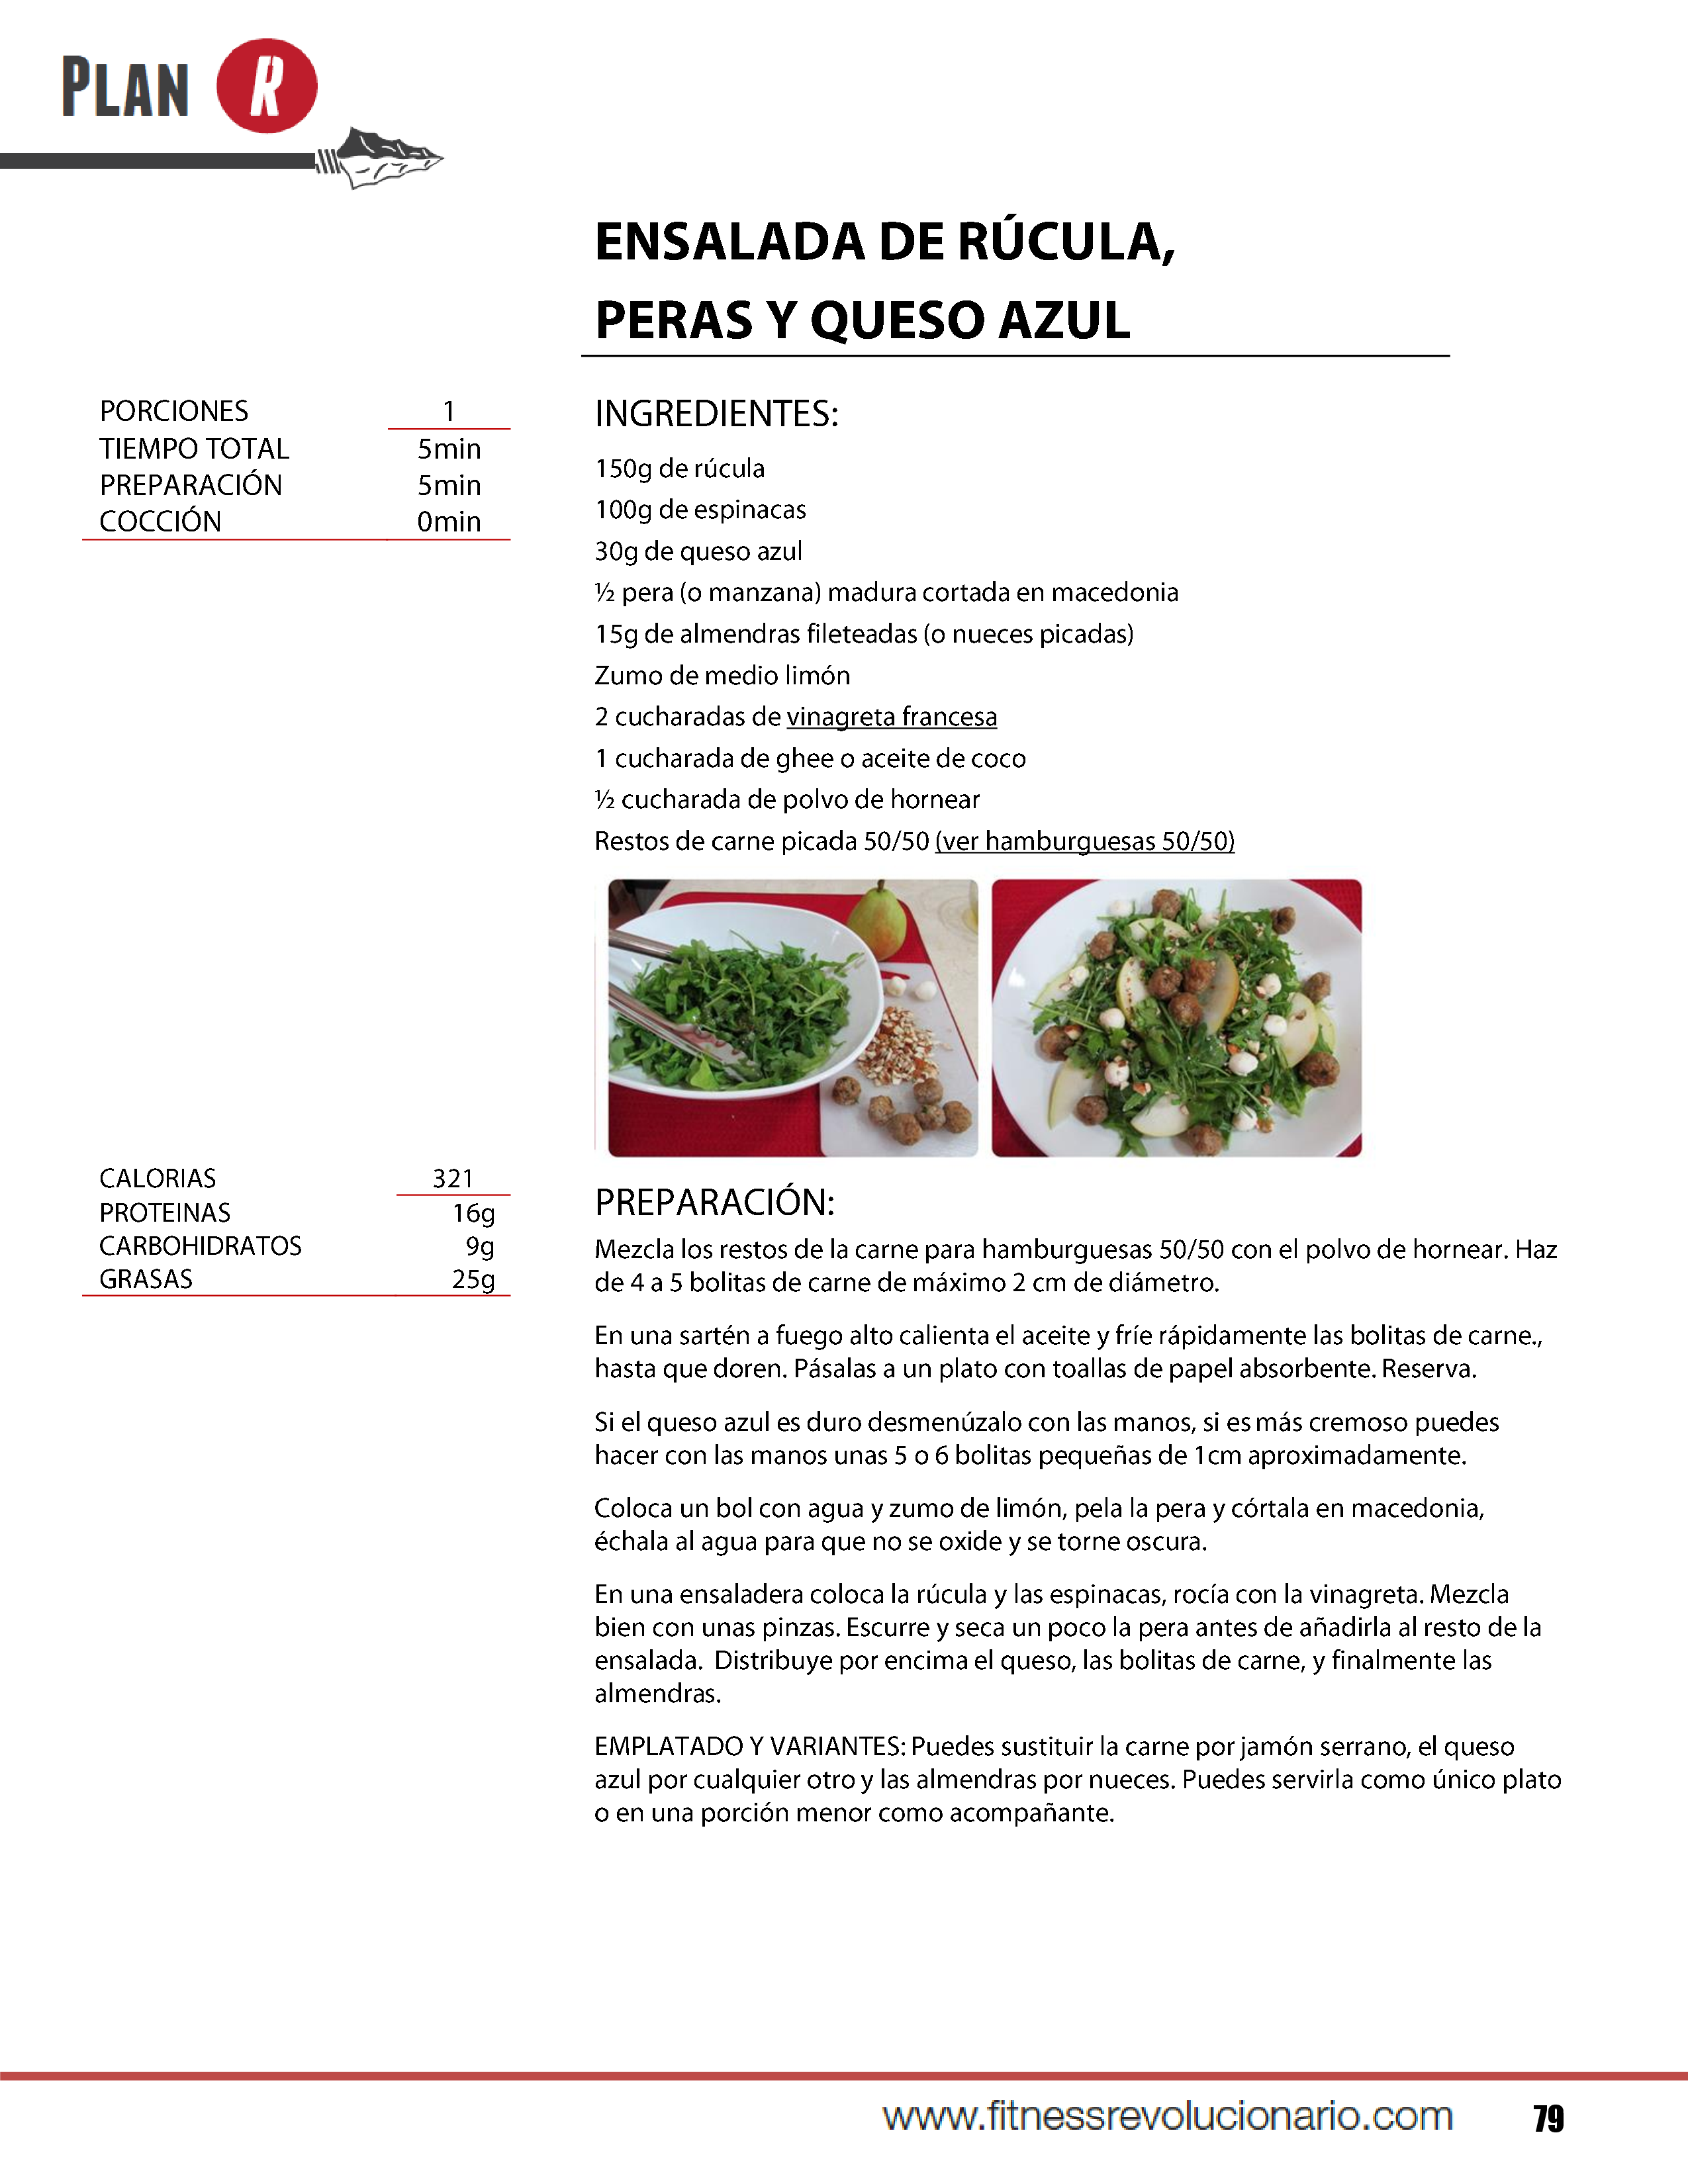 PLAN R
ENSALADA DE RÚCULA,
PERAS Y QUESO AZUL
PORCIONES 1
TIEMPO TOTAL 5min
PREPARACIÓN 5min
COCCIÓN 0min
INGREDIENTES:
150g de rúcula
100g de espinacas
30g de queso azul
½ pera (o manzana) madura cortada en macedonia
15g de almendras fileteadas (o nueces picadas)
Zumo de medio limón
2 cucharadas de vinagreta francesa
1 cucharada de ghee o aceite de coco
½ cucharada de polvo de hornear
Restos de carne picada 50/50 (ver hamburguesas 50/50)
CALORIAS 321
PROTEINAS 16g
CARBOHIDRATOS 9g
GRASAS 25g
PREPARACIÓN:
Mezcla los restos de la carne para hamburguesas 50/50 con el polvo de hornear. Haz
de 4 a 5 bolitas de carne de máximo 2 cm de diámetro.
En una sartén a fuego alto calienta el aceite y fríe rápidamente las bolitas de carne.,
hasta que doren. Pásalas a un plato con toallas de papel absorbente. Reserva.
Si el queso azul es duro desmenúzalo con las manos, si es más cremoso puedes
hacer con las manos unas 5 o 6 bolitas pequeñas de 1cm aproximadamente.
Coloca un bol con agua y zumo de limón, pela la pera y córtala en macedonia,
échala al agua para que no se oxide y se torne oscura.
En una ensaladera coloca la rúcula y las espinacas, rocía con la vinagreta. Mezcla
bien con unas pinzas. Escurre y seca un poco la pera antes de añadirla al resto de la
ensalada. Distribuye por encima el queso, las bolitas de carne, y finalmente las
almendras.
EMPLATADO Y VARIANTES: Puedes sustituir la carne por jamón serrano, el queso
azul por cualquier otro y las almendras por nueces. Puedes servirla como único plato
o en una porción menor como acompañante.
www.fitnessrevolucionario.com 79